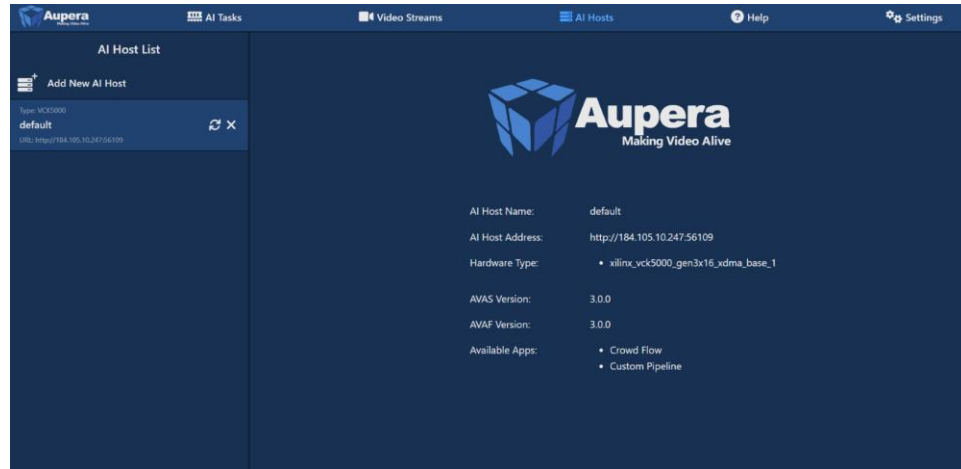 Aupera
Making Video Alive
AI Tasks
Video Streams
AI Hosts
Help
Settings
AI Host List
Add New AI Host
Type: VCK5000
default
URL: http://184.105.10.247:56109
Aupera
Making Video Alive
AI Host Name: default
AI Host Address: http://184.105.10.247:56109
Hardware Type: • xilinx_vck5000_gen3x16_xdma_base_1
AVAS Version: 3.0.0
AVAF Version: 3.0.0
Available Apps: • Crowd Flow
• Custom Pipeline